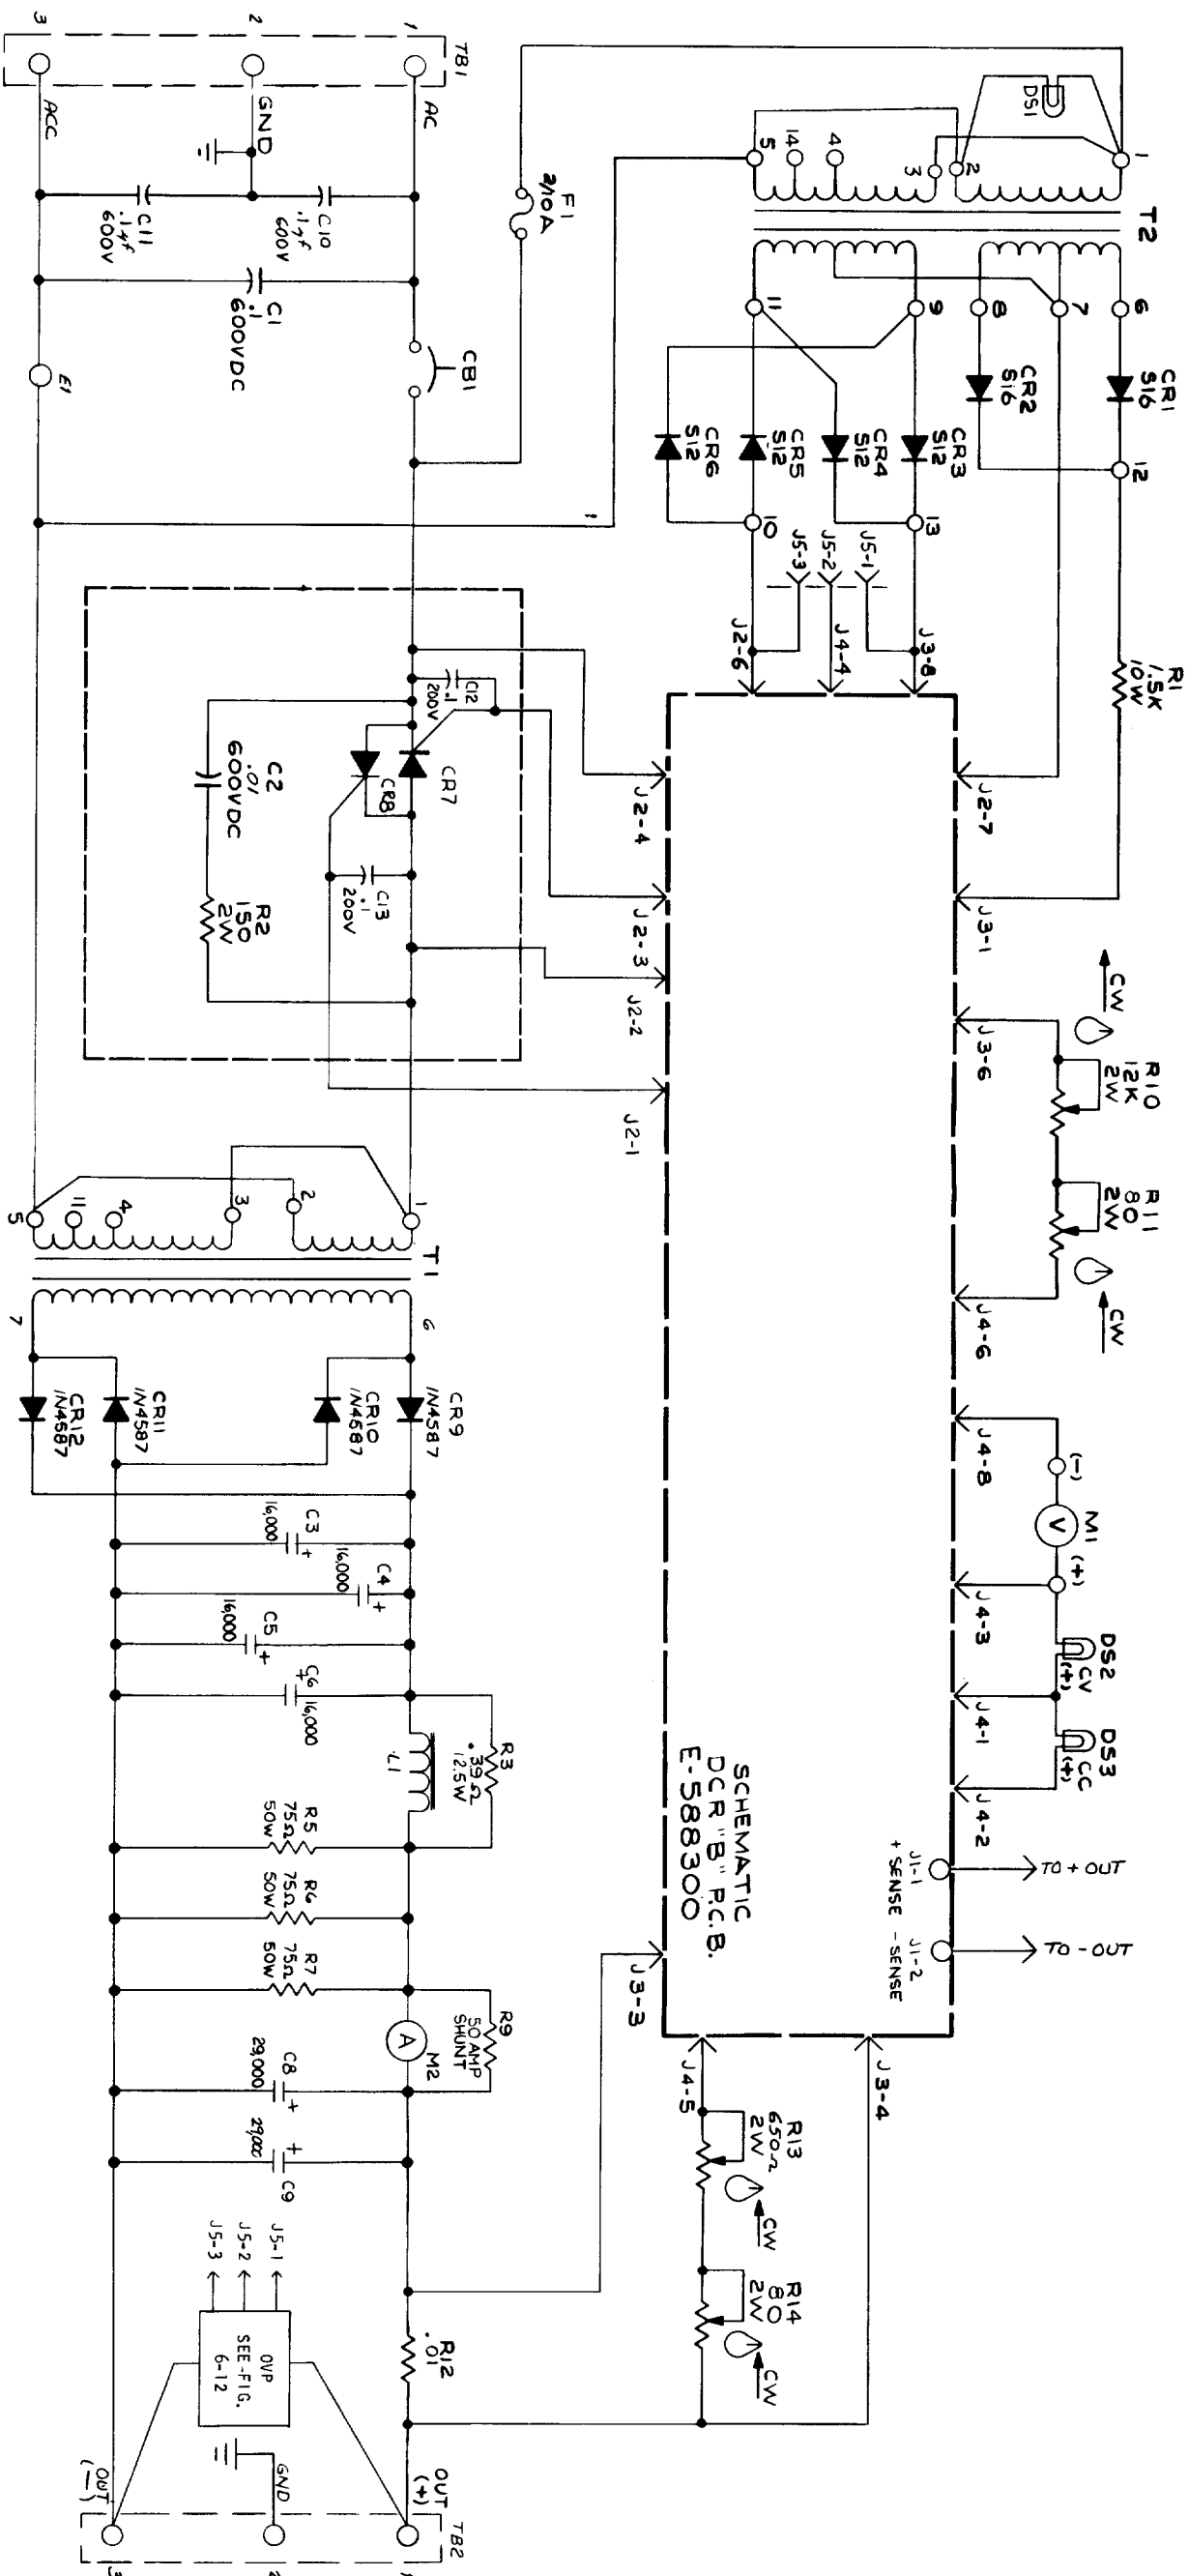 TB1
1
2
3
AC
GND
ACC
C10
.1µf
600V
C11
.1µf
600V
C1
.1
600VDC
E1
CB1
F1
2/10A
DS1
T2
1
2
3
4
14
5
6
7
8
9
11
CR1
S16
CR2
S16
CR3
S12
CR4
S12
CR5
S12
CR6
S12
12
13
10
J5-1
J5-2
J5-3
J3-8
J4-4
J2-6
R1
1.5K
10W
J2-7
J3-1
J2-4
J2-3
J2-2
J2-1
C12
.1
200V
CR7
CR8
C13
.1
200V
C2
.01
600VDC
R2
150
2W
CW
R10
12K
2W
R11
80
2W
CW
J3-6
J4-6
J4-8
(-)
M1
V
(+)
J4-3
DS2
CV
(+)
J4-1
DS3
CC
(+)
J4-2
J1-1
+ SENSE
TO + OUT
J1-2
- SENSE
TO - OUT
SCHEMATIC
DCR "B" P.C.B.
E-588300
J3-3
J3-4
J4-5
R13
650Ω
2W
CW
R14
80
2W
CW
T1
1
2
3
4
11
5
6
7
CR9
1N4587
CR10
1N4587
CR11
1N4587
CR12
1N4587
C3
16,000
+
C4
16,000
+
C5
16,000
+
C6
16,000
+
R3
.39Ω
12.5W
L1
R5
75Ω
50W
R6
75Ω
50W
R7
75Ω
50W
R9
50 AMP
SHUNT
A
M2
C8
29,000
+
C9
29,000
+
R12
.01
J5-1
J5-2
J5-3
OVP
SEE-FIG.
6-12
OUT
(+)
GND
OUT
(-)
TB2
1
2
3